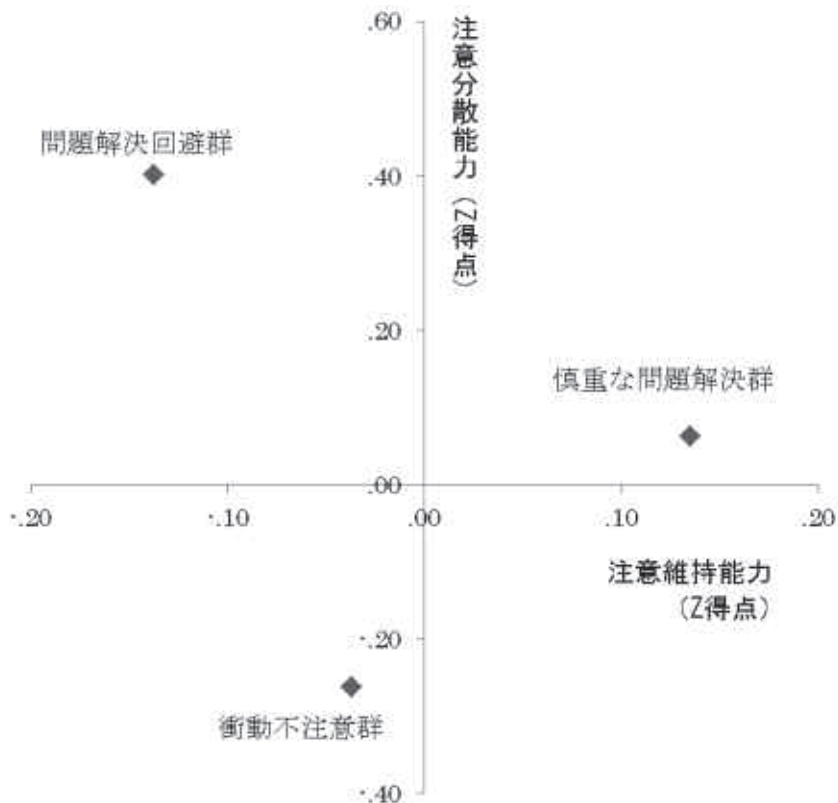 .60
注意分散能力（Z得点）
問題解決回避群
.40
.20
慎重な問題解決群
.00
-.20
-.10
.00
.10
.20
注意維持能力
（Z得点）
-.20
衝動不注意群
-.40